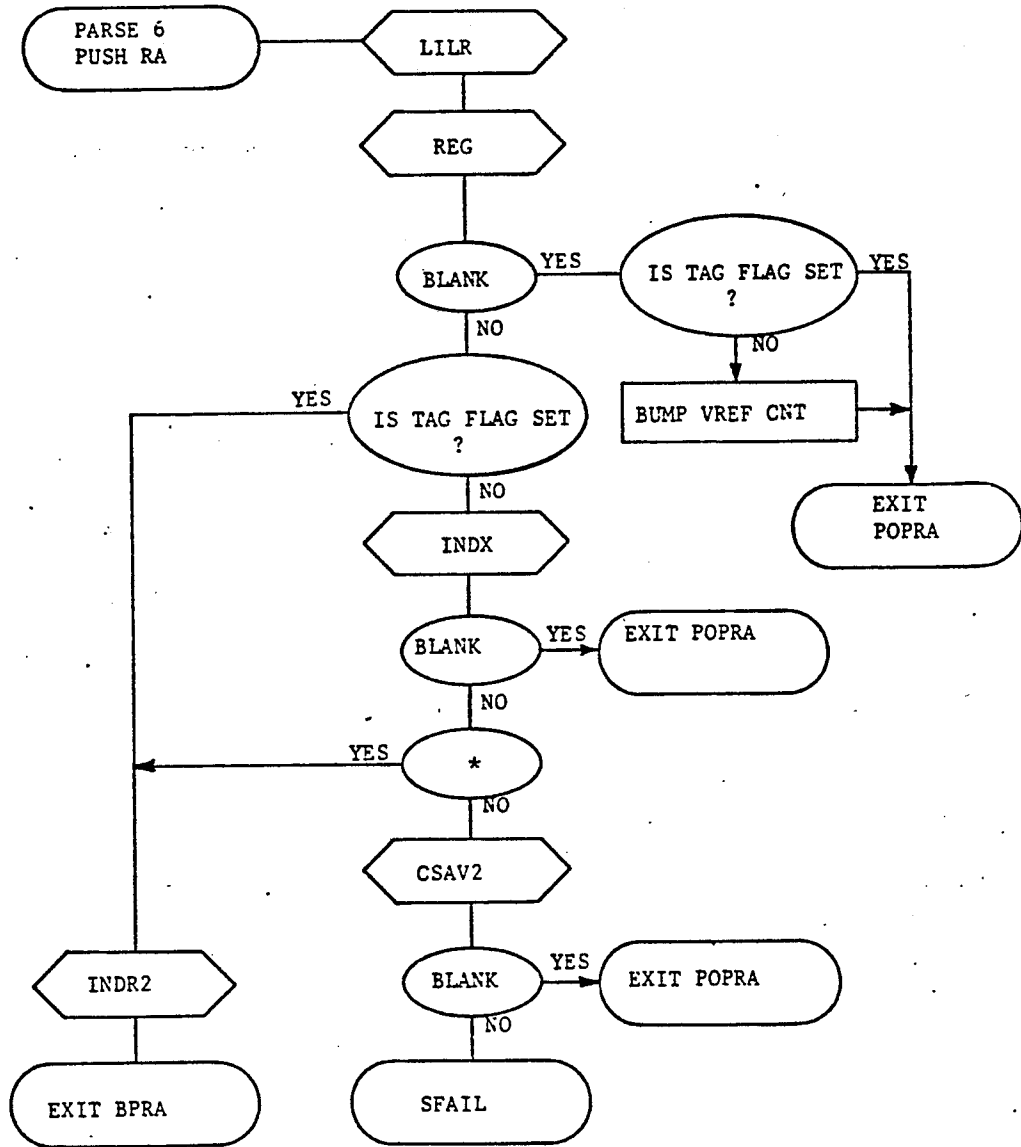 PARSE 6
PUSH RA
LILR
REG
BLANK
YES
IS TAG FLAG SET
?
YES
NO
NO
BUMP VREF CNT
EXIT
POPRA
YES
IS TAG FLAG SET
?
NO
INDX
BLANK
YES
EXIT POPRA
NO
YES
*
NO
CSAV2
BLANK
YES
EXIT POPRA
NO
INDR2
EXIT BPRA
SFAIL